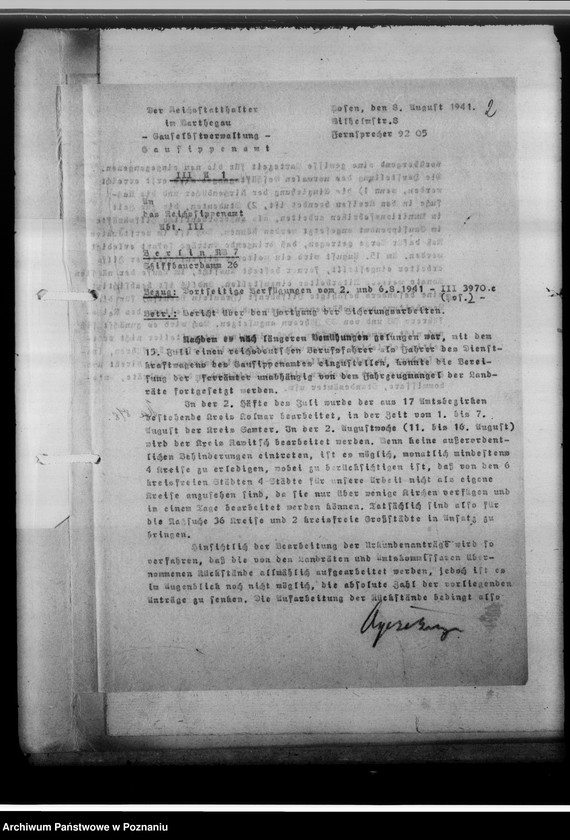 Der Reichsstatthalter
im Warthegau
- Gauselbstverwaltung -
Gausippenamt
Posen, den 8. August 1941.
2
Wilhelmstr.8
Fernsprecher 92 05
III R 1
An
das Reichssippenamt
Abt. III
Berlin NW 7
Schiffbauerdamm 26
Bezug: Dortseitige Verfügungen vom 2. und 6.8.1941 - III 3970.c
(Pos.) -
Betr.: Bericht über den Fortgang der Sicherungsarbeiten.
Nachdem es nach längeren Bemühungen gelungen war, mit dem
15. Juli einen reichsdeutschen Berufsfahrer als Fahrer des Dienst-
kraftwagens des Gausippenamtes einzustellen, konnte die Berei-
sung der Pfarrämter unabhängig von dem Fahrzeugmangel der Land-
räte fortgesetzt werden.
In der 2. Hälfte des Juli wurde der aus 17 Amtsbezirken
bestehende Kreis Kolmar bearbeitet, in der Zeit vom 1. bis 7.
August der Kreis Samter. In der 2. Augustwoche (11. bis 16. August)
wird der Kreis Rawitsch bearbeitet werden. Wenn keine außerordent-
lichen Behinderungen eintreten, ist es möglich, monatlich mindestens
4 Kreise zu erledigen, wobei zu berücksichtigen ist, daß von den 6
kreisfreien Städten 4 Städte für unsere Arbeit nicht als eigene
Kreise anzusehen sind, da sie nur über wenige Kirchen verfügen und
in einem Tage bearbeitet werden können. Tatsächlich sind also für
die Nachsuche 36 Kreise und 2 kreisfreie Großstädte in Ansatz zu
bringen.
Hinsichtlich der Bearbeitung der Urkundenanträge wird so
verfahren, daß die von den Landräten und Amtskommissaren über-
nommenen Rückstände allmählich aufgearbeitet werden, jedoch ist es
im Augenblick noch nicht möglich, die absolute Zahl der vorliegenden
Anträge zu senken. Die Aufarbeitung der Rückstände bedingt also
Archiwum Państwowe w Poznaniu